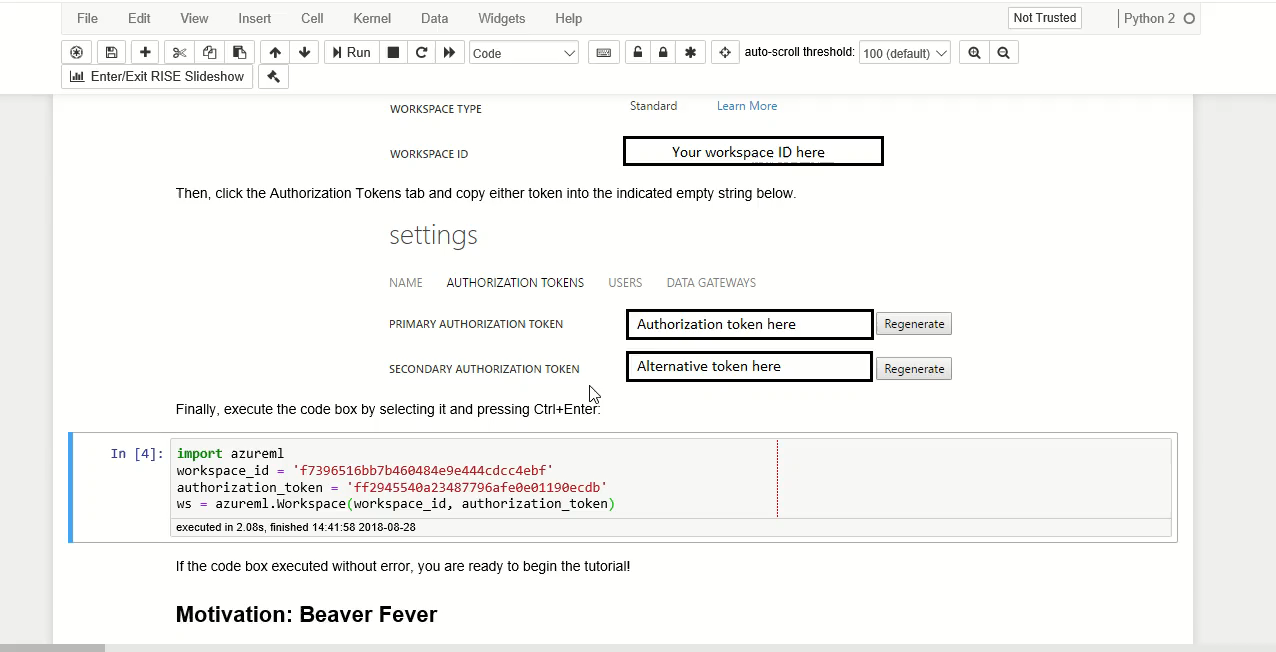 File Edit View Insert Cell Kernel Data Widgets Help Not Trusted Python 2
Run Code auto-scroll threshold: 100 (default)
Enter/Exit RISE Slideshow
WORKSPACE TYPE Standard Learn More
WORKSPACE ID Your workspace ID here
Then, click the Authorization Tokens tab and copy either token into the indicated empty string below.
settings
NAME AUTHORIZATION TOKENS USERS DATA GATEWAYS
PRIMARY AUTHORIZATION TOKEN Authorization token here Regenerate
SECONDARY AUTHORIZATION TOKEN Alternative token here Regenerate
Finally, execute the code box by selecting it and pressing Ctrl+Enter:
In [4]: import azureml
workspace_id = 'f7396516bb7b460484e9e444cdcc4ebf'
authorization_token = 'ff2945540a23487796afe0e01190ecdb'
ws = azureml.Workspace(workspace_id, authorization_token)
executed in 2.08s, finished 14:41:58 2018-08-28
If the code box executed without error, you are ready to begin the tutorial!
Motivation: Beaver Fever